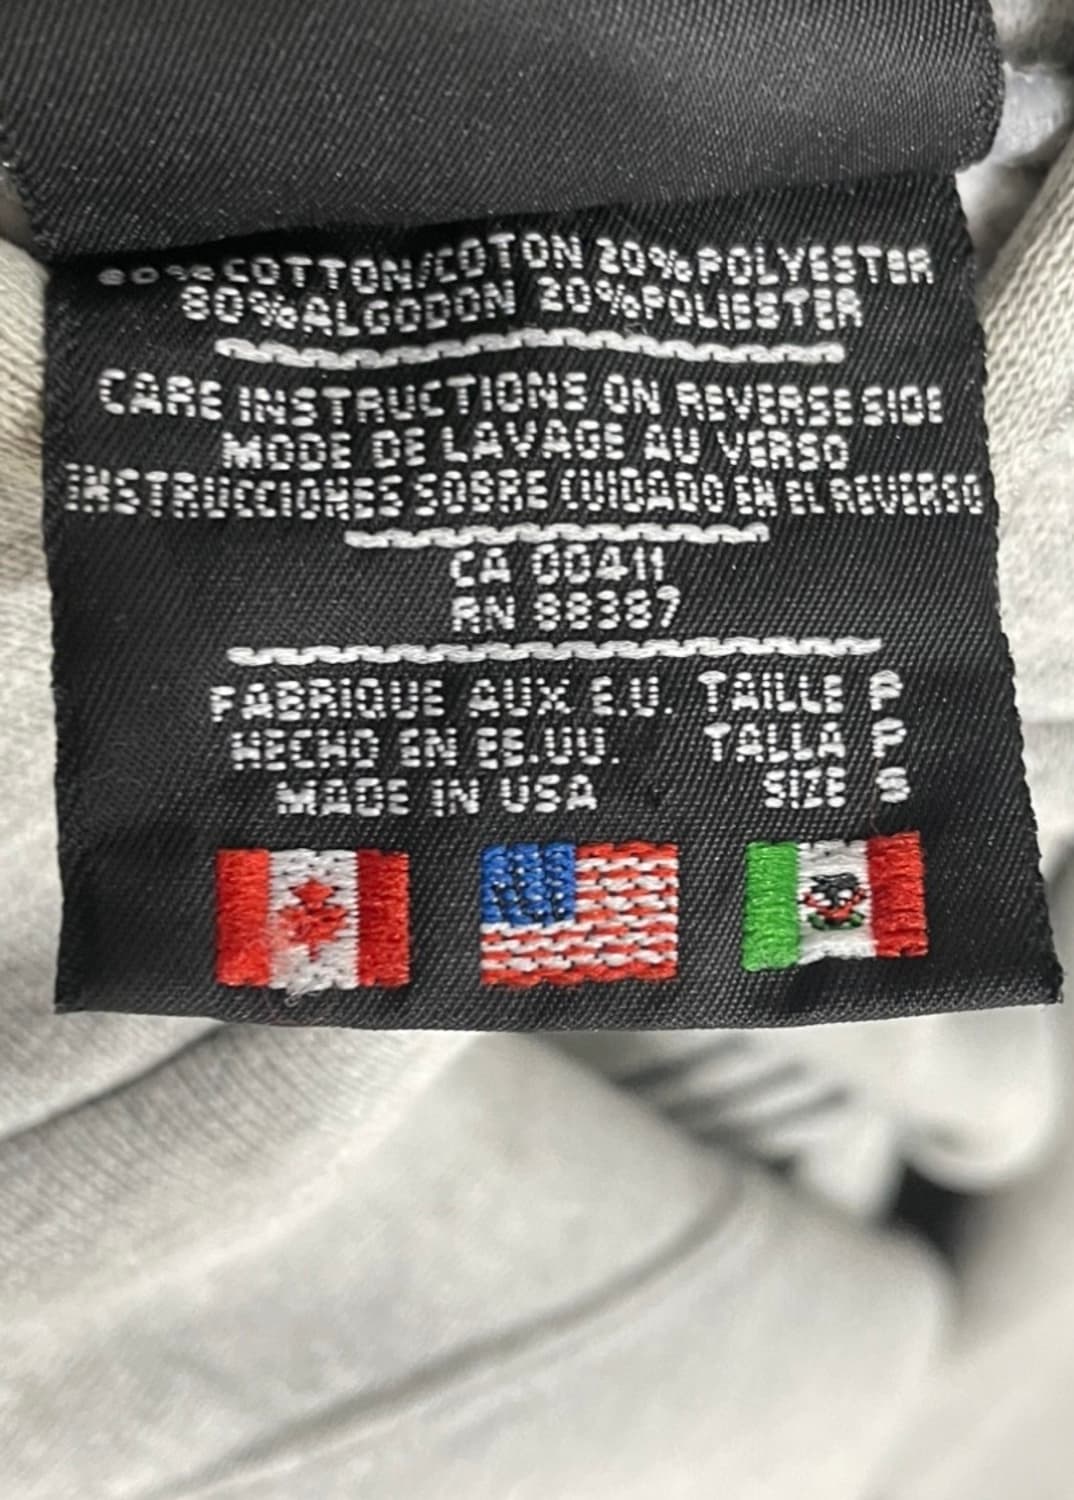 80% COTTON/COTON 20% POLYESTER
80% ALGODON 20% POLIESTER
CARE INSTRUCTIONS ON REVERSE SIDE
MODE DE LAVAGE AU VERSO
INSTRUCCIONES SOBRE CUIDADO EN EL REVERSO
CA 00411
RN 88387
FABRIQUE AUX E.U. TAILLE P
HECHO EN EE.UU. TALLA P
MADE IN USA SIZE S